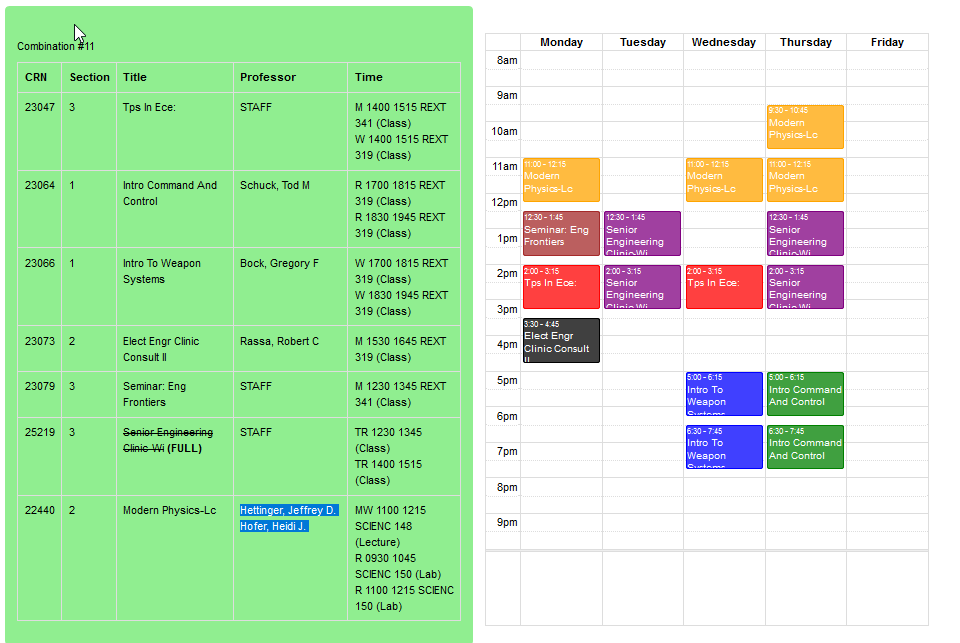 Combination #11
CRN Section Title Professor Time
23047 3 Tps In Ece: STAFF M 1400 1515 REXT
341 (Class)
W 1400 1515 REXT
319 (Class)
23064 1 Intro Command And Schuck, Tod M R 1700 1815 REXT
Control 319 (Class)
R 1830 1945 REXT
319 (Class)
23066 1 Intro To Weapon Bock, Gregory F W 1700 1815 REXT
Systems 319 (Class)
W 1830 1945 REXT
319 (Class)
23073 2 Elect Engr Clinic Rassa, Robert C M 1530 1645 REXT
Consult II 319 (Class)
23079 3 Seminar: Eng STAFF M 1230 1345 REXT
Frontiers 341 (Class)
25219 3 Senior Engineering STAFF TR 1230 1345
Clinic-Wi (FULL) (Class)
TR 1400 1515
(Class)
22440 2 Modern Physics-Lc Hettinger, Jeffrey D. MW 1100 1215
Hofer, Heidi J. SCIENC 148
(Lecture)
R 0930 1045
SCIENC 150 (Lab)
R 1100 1215 SCIENC
150 (Lab)
Monday Tuesday Wednesday Thursday Friday
8am
9am
9:30 - 10:45
Modern
Physics-Lc
10am
11am
11:00 - 12:15 11:00 - 12:15 11:00 - 12:15
Modern Modern Modern
Physics-Lc Physics-Lc Physics-Lc
12pm
12:30 - 1:45 12:30 - 1:45 12:30 - 1:45
Seminar: Eng Senior Senior
Frontiers Engineering Engineering
Clinic-Wi Clinic-Wi
1pm
2pm
2:00 - 3:15 2:00 - 3:15 2:00 - 3:15 2:00 - 3:15
Tps In Ece: Senior Tps In Ece: Senior
Engineering Engineering
Clinic-Wi Clinic-Wi
3pm
3:30 - 4:45
Elect Engr
Clinic Consult
II
4pm
5pm
5:00 - 6:15 5:00 - 6:15
Intro To Intro Command
Weapon And Control
Systems
6pm
6:30 - 7:45 6:30 - 7:45
Intro To Intro Command
Weapon And Control
Systems
7pm
8pm
9pm